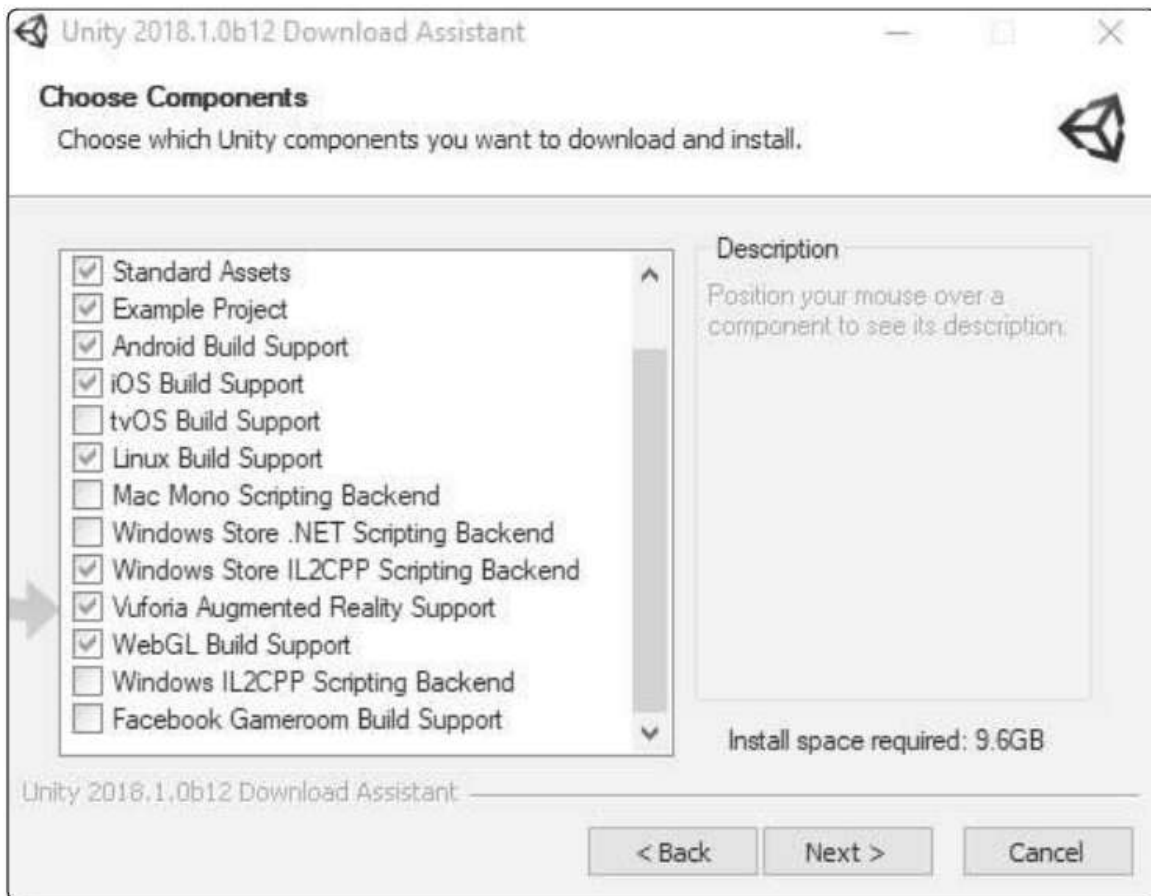 Unity 2018.1.0b12 Download Assistant
Choose Components
Choose which Unity components you want to download and install.
Standard Assets
Example Project
Android Build Support
iOS Build Support
tvOS Build Support
Linux Build Support
Mac Mono Scripting Backend
Windows Store .NET Scripting Backend
Windows Store IL2CPP Scripting Backend
Vuforia Augmented Reality Support
WebGL Build Support
Windows IL2CPP Scripting Backend
Facebook Gameroom Build Support
Description
Position your mouse over a
component to see its description.
Install space required: 9.6GB
Unity 2018.1.0b12 Download Assistant
< Back
Next >
Cancel